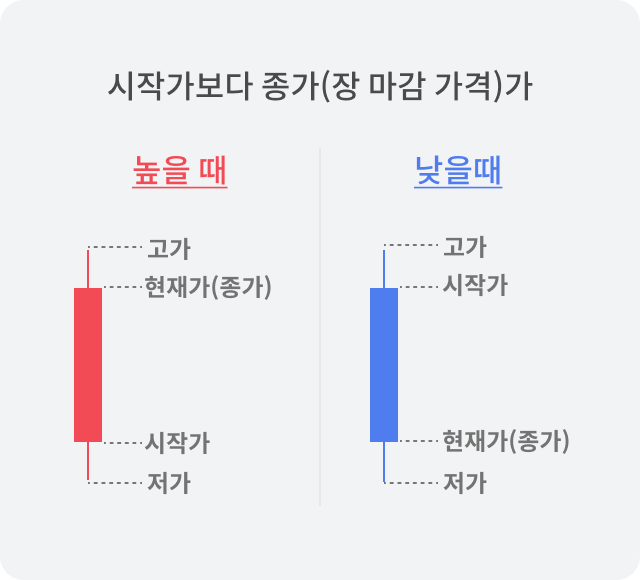 시작가보다 종가(장 마감 가격)가
높을 때
고가
현재가(종가)
시작가
저가
낮을때
고가
시작가
현재가(종가)
저가